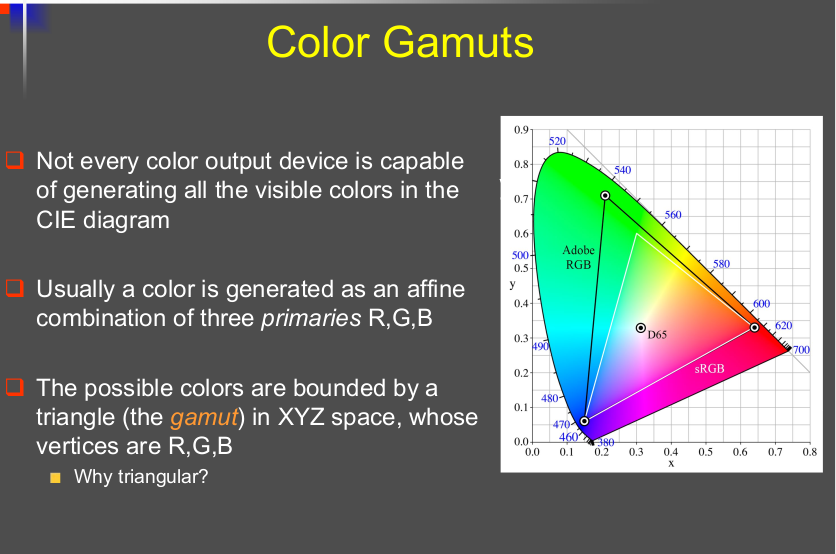 Color Gamuts
Not every color output device is capable
of generating all the visible colors in the
CIE diagram
Usually a color is generated as an affine
combination of three primaries R,G,B
The possible colors are bounded by a
triangle (the gamut) in XYZ space, whose
vertices are R,G,B
Why triangular?
0.9
0.8
0.7
0.6
0.5
0.4
0.3
0.2
0.1
0.0
y
0.0 0.1 0.2 0.3 0.4 0.5 0.6 0.7 0.8
x
520
540
560
580
600
620
700
500
490
480
470
460
380
Adobe
RGB
D65
sRGB